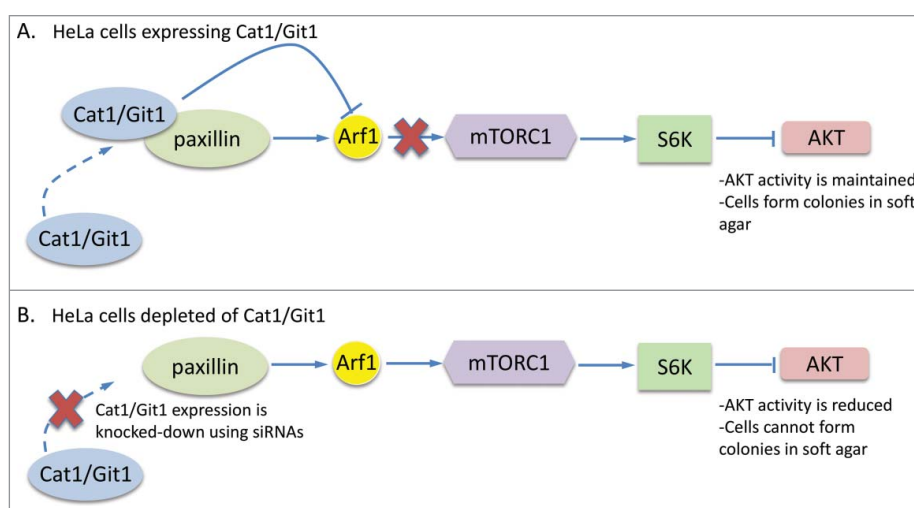 A. HeLa cells expressing Cat1/Git1
Cat1/Git1
paxillin
Arf1
mTORC1
S6K
AKT
Cat1/Git1
-AKT activity is maintained
-Cells form colonies in soft
agar
B. HeLa cells depleted of Cat1/Git1
paxillin
Arf1
mTORC1
S6K
AKT
Cat1/Git1 expression is
knocked-down using siRNAs
Cat1/Git1
-AKT activity is reduced
-Cells cannot form
colonies in soft agar